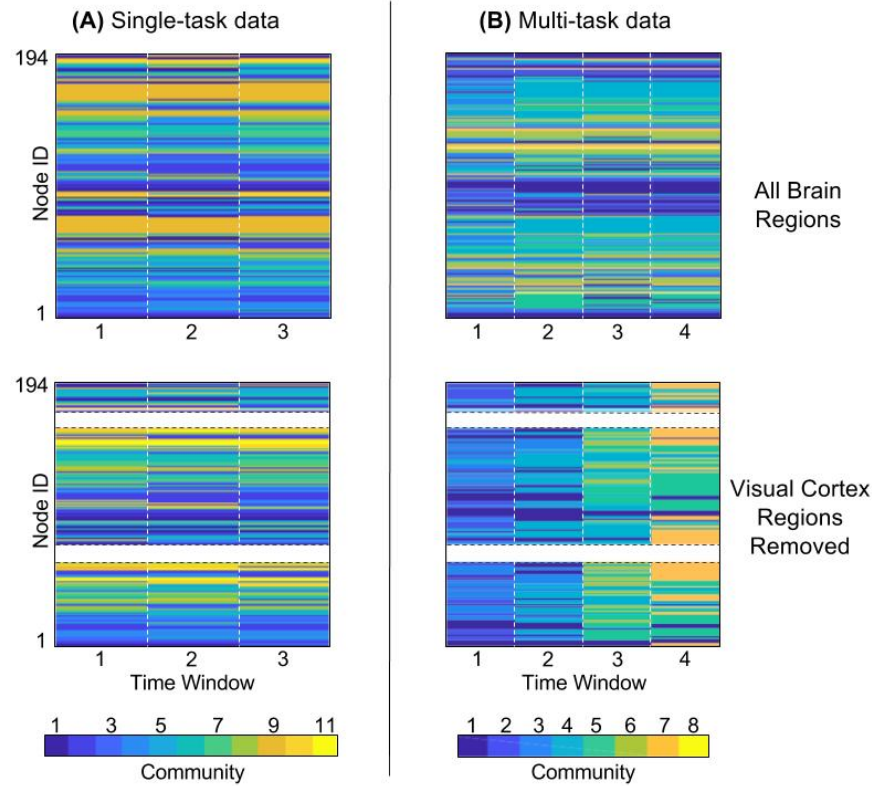 (A) Single-task data
(B) Multi-task data
194
Node ID
1
1 2 3
1 2 3 4
All Brain
Regions
194
Node ID
1
1 2 3
Time Window
1 2 3 4
Time Window
Visual Cortex
Regions
Removed
1 3 5 7 9 11
Community
1 2 3 4 5 6 7 8
Community